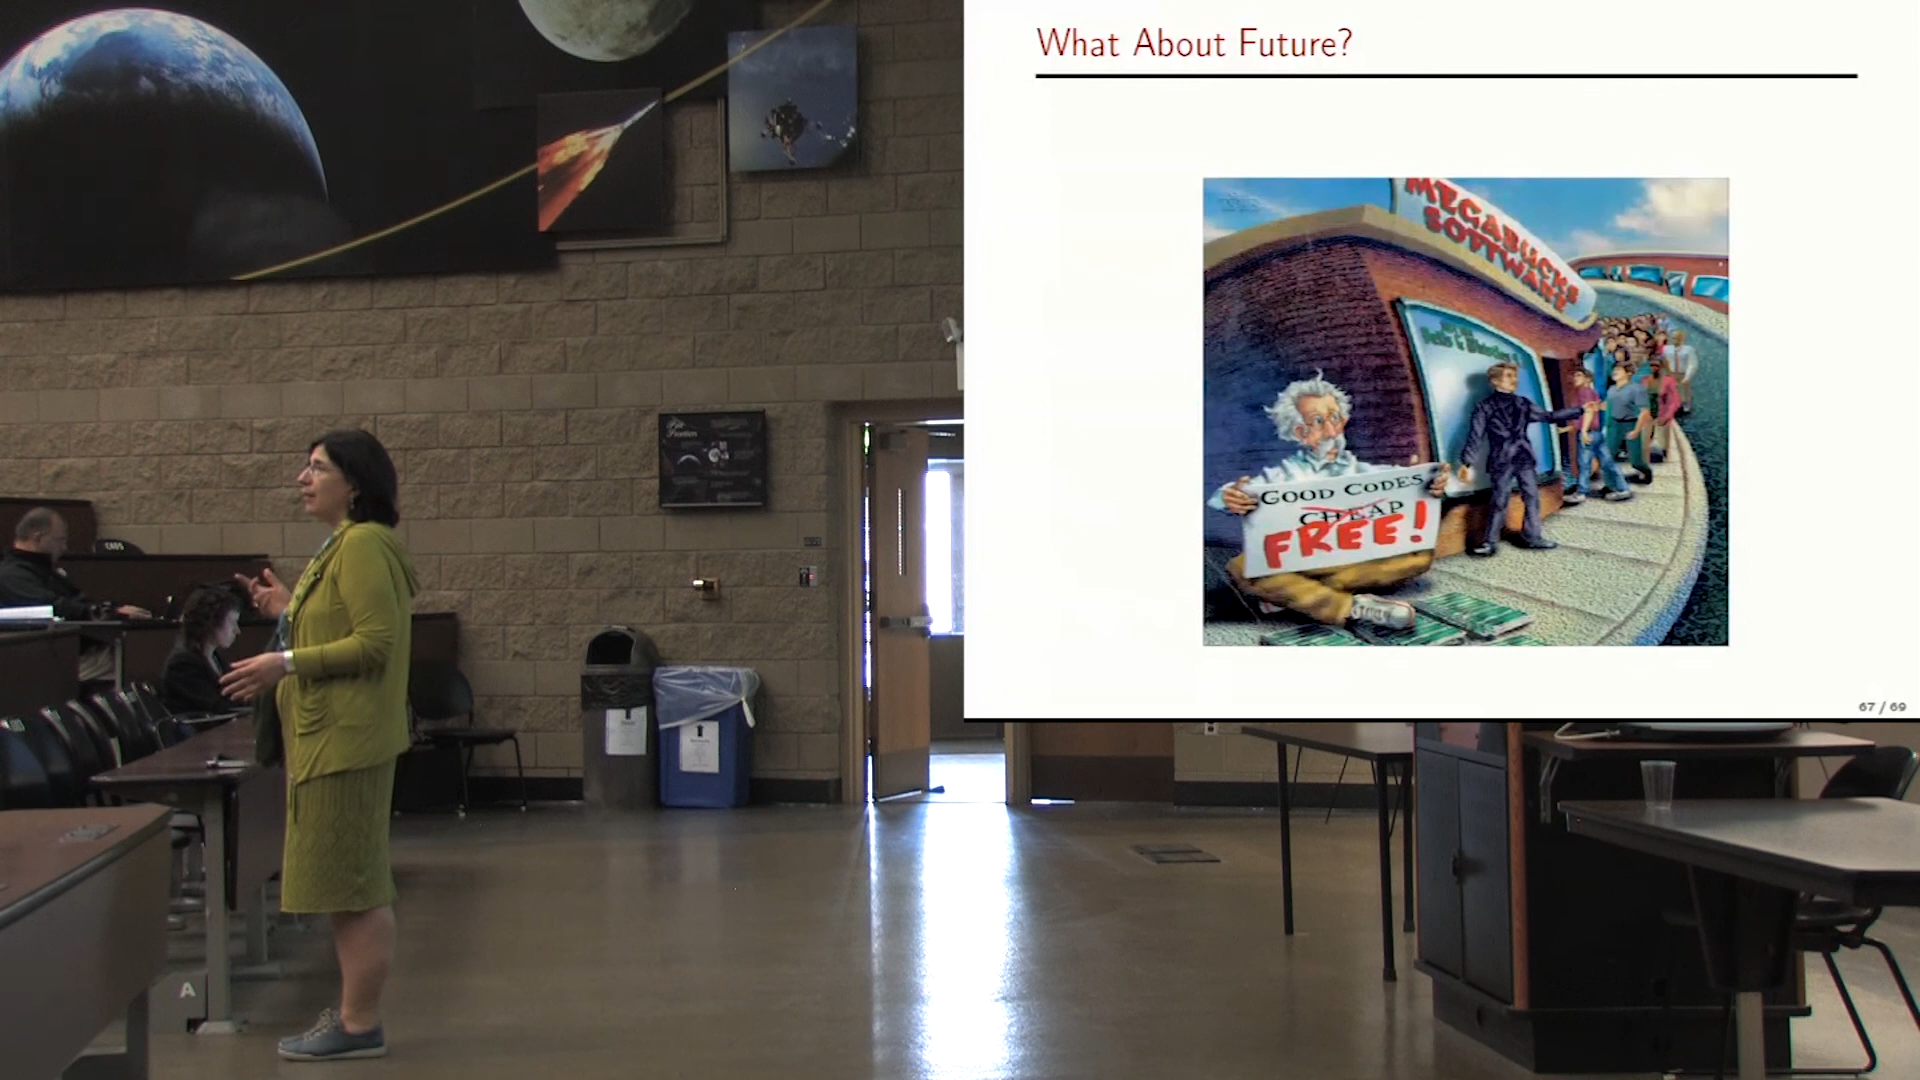 What About Future?
MEGABUCKS
SOFTWARE
GOOD CODES
CHEAP
FREE!
67 / 69
A